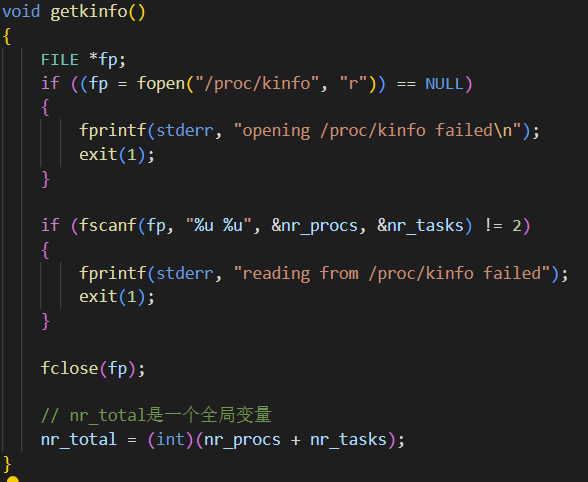 void getkinfo()
{
    FILE *fp;
    if ((fp = fopen("/proc/kinfo", "r")) == NULL)
    {
        fprintf(stderr, "opening /proc/kinfo failed\n");
        exit(1);
    }

    if (fscanf(fp, "%u %u", &nr_procs, &nr_tasks) != 2)
    {
        fprintf(stderr, "reading from /proc/kinfo failed");
        exit(1);
    }

    fclose(fp);

    // nr_total是一个全局变量
    nr_total = (int)(nr_procs + nr_tasks);
}